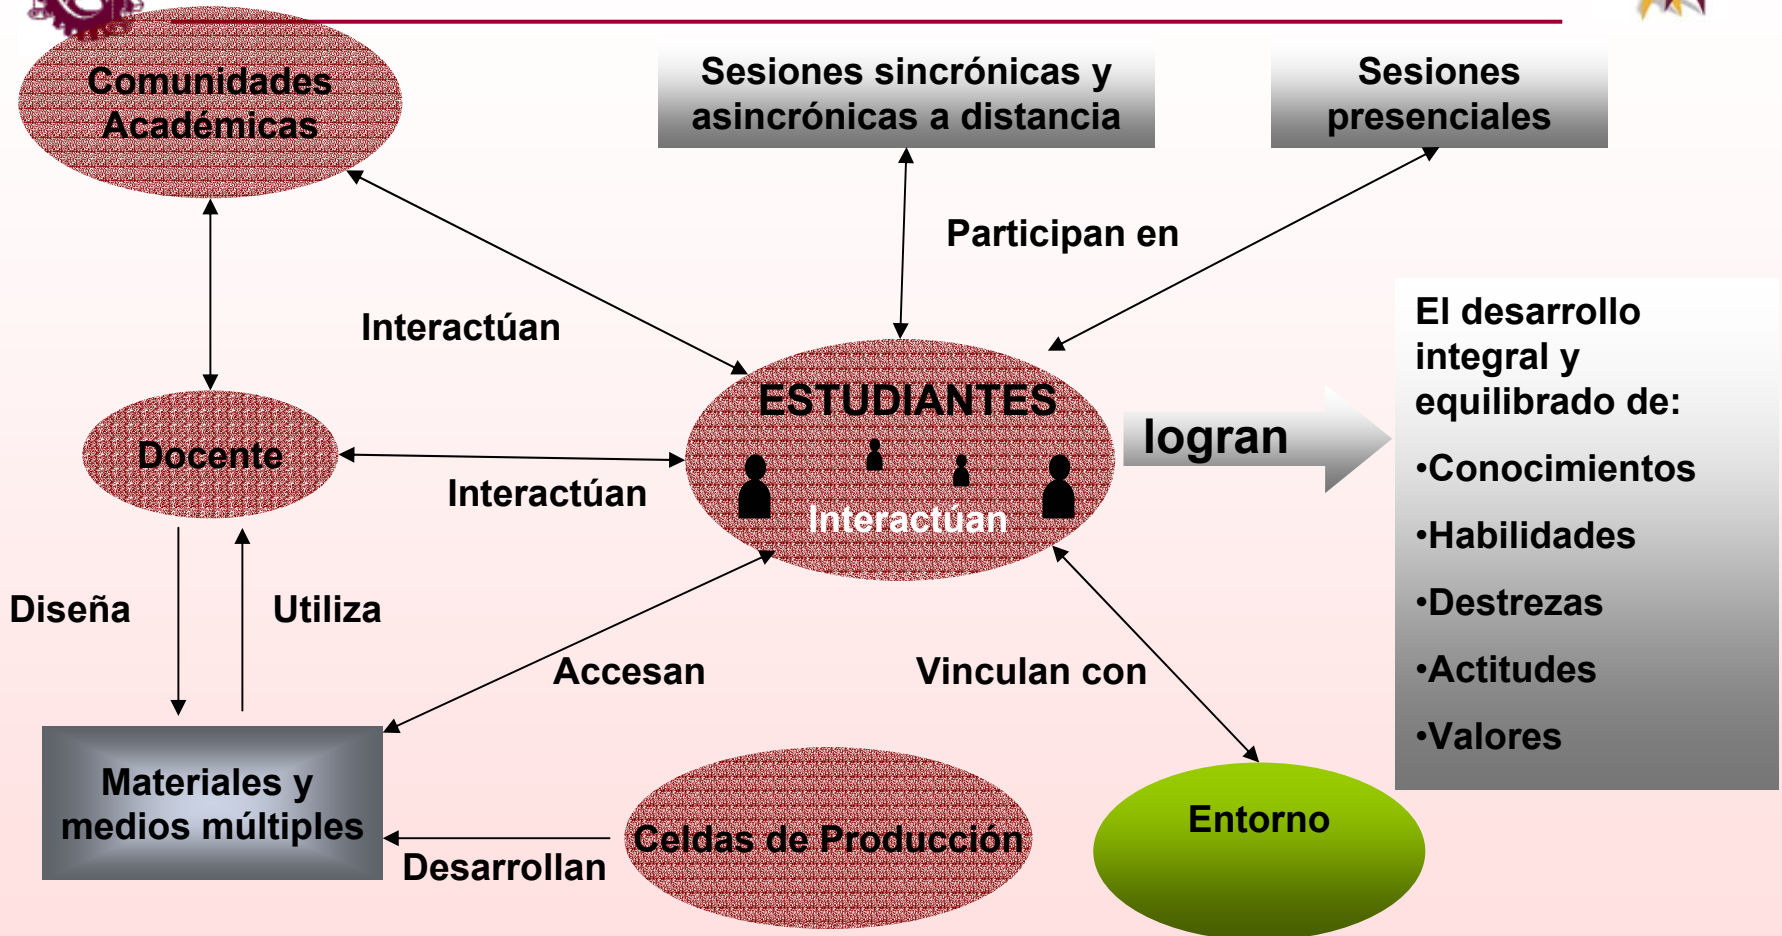 Comunidades
Académicas
Sesiones sincrónicas y
asincrónicas a distancia
Sesiones
presenciales
Participan en
Interactúan
El desarrollo
integral y
equilibrado de:
•Conocimientos
•Habilidades
•Destrezas
•Actitudes
•Valores
ESTUDIANTES
Interactúan
logran
Docente
Interactúan
Diseña
Utiliza
Accesan
Vinculan con
Materiales y
medios múltiples
Desarrollan
Celdas de Producción
Entorno